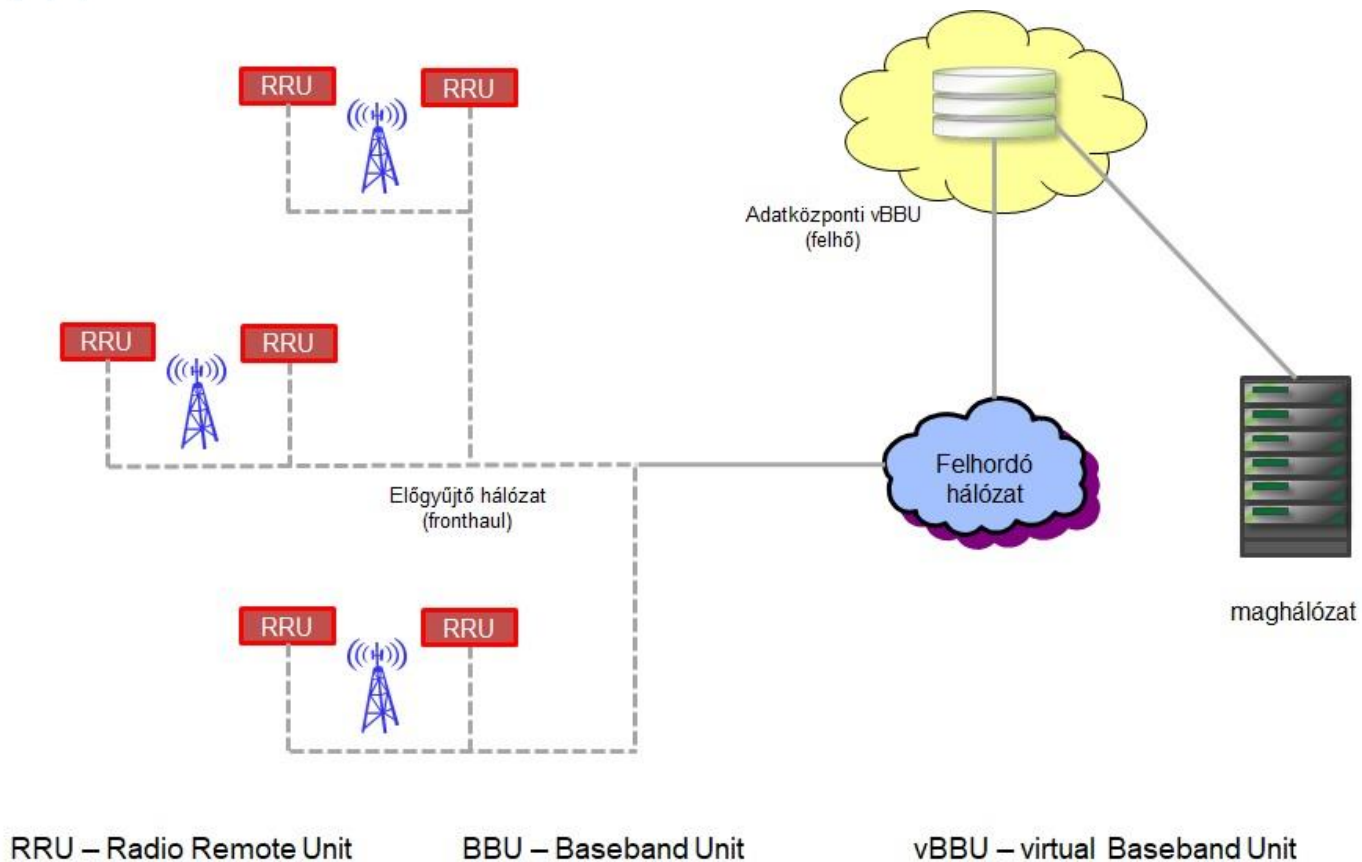 RRU
RRU
Adatközponti vBBU
(felhő)
RRU
RRU
Előgyűjtő hálózat
(fronthaul)
Felhordó
hálózat
RRU
RRU
maghálózat
RRU – Radio Remote Unit
BBU – Baseband Unit
vBBU – virtual Baseband Unit